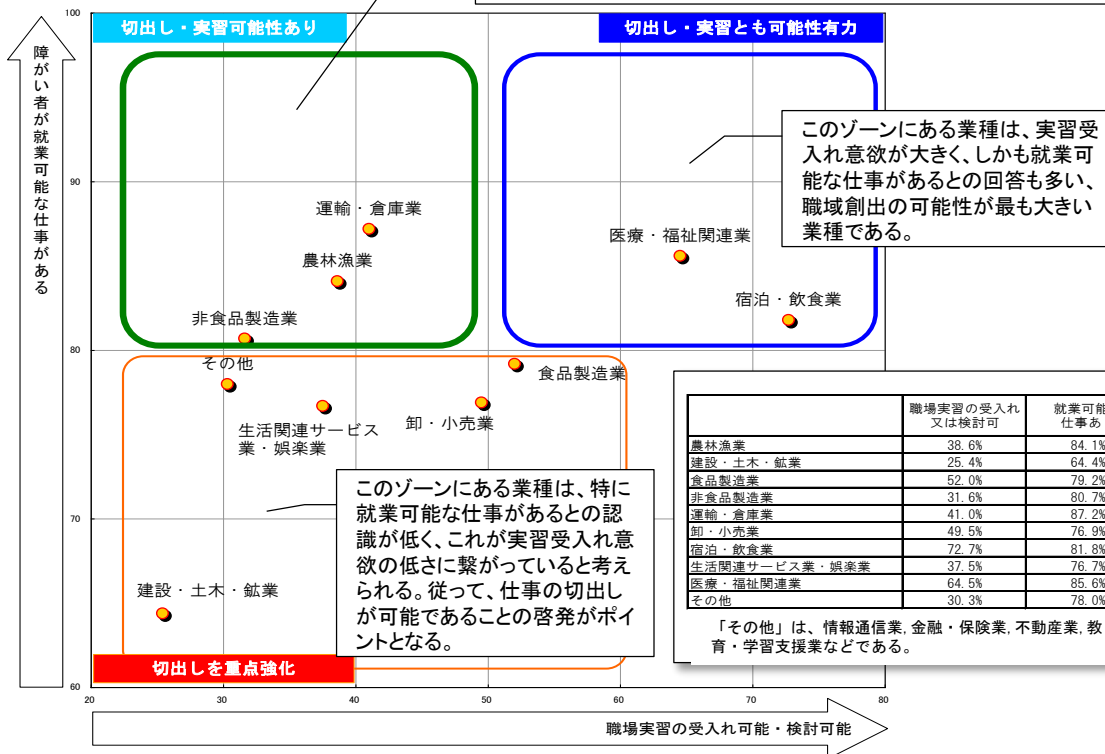 切出し・実習可能性あり
切出し・実習とも可能性有力
障がい者が就業可能な仕事がある
100
90
80
70
60
20
30
40
50
60
70
80
職場実習の受入れ可能・検討可能
運輸・倉庫業
農林漁業
非食品製造業
その他
生活関連サービス
業・娯楽業
卸・小売業
食品製造業
医療・福祉関連業
宿泊・飲食業
建設・土木・鉱業
切出しを重点強化
このゾーンにある業種は、実習受
入れ意欲が大きく、しかも就業可
能な仕事があるとの回答も多い、
職域創出の可能性が最も大きい
業種である。
このゾーンにある業種は、特に
就業可能な仕事があるとの認
識が低く、これが実習受入れ意
欲の低さに繋がっていると考え
られる。従って、仕事の切出し
が可能であることの啓発がポイ
ントとなる。
職場実習の受入れ 就業可能
又は検討可 仕事あ
農林漁業 38.6% 84.1%
建設・土木・鉱業 25.4% 64.4%
食品製造業 52.0% 79.2%
非食品製造業 31.6% 80.7%
運輸・倉庫業 41.0% 87.2%
卸・小売業 49.5% 76.9%
宿泊・飲食業 72.7% 81.8%
生活関連サービス業・娯楽業 37.5% 76.7%
医療・福祉関連業 64.5% 85.6%
その他 30.3% 78.0%
「その他」は、情報通信業,金融・保険業,不動産業,教
育・学習支援業などである。